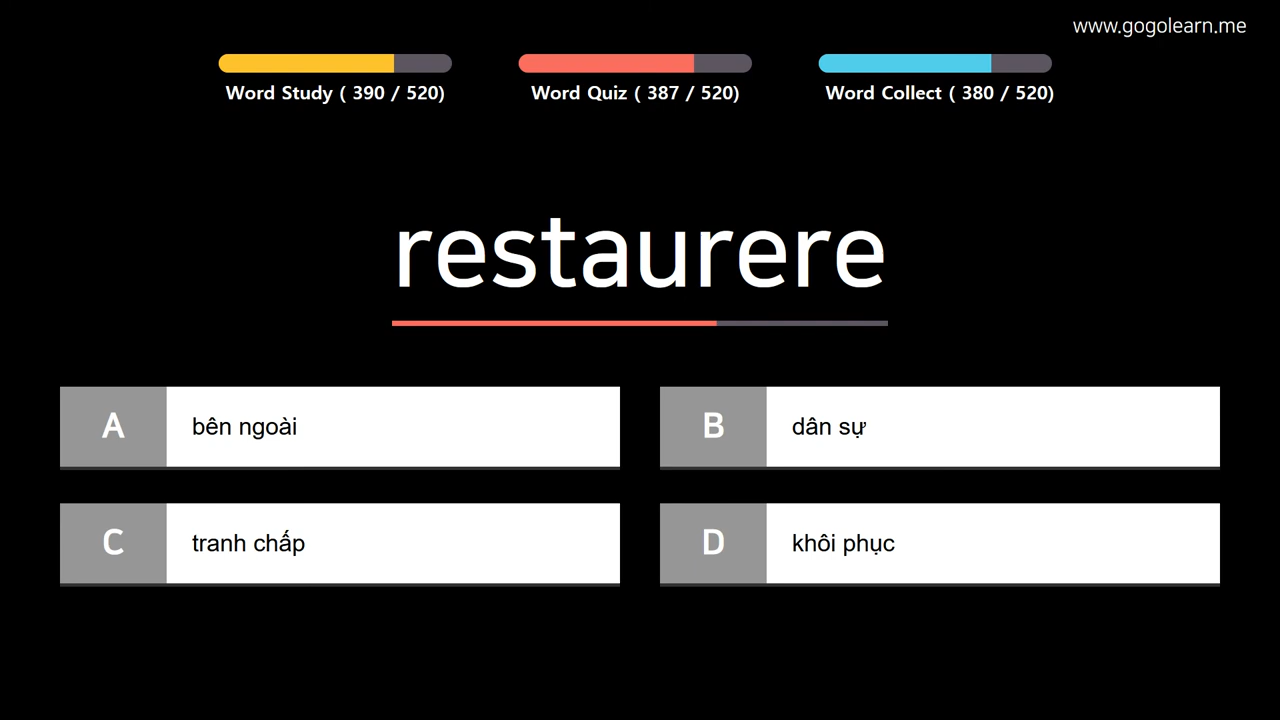 www.gogolearn.me
Word Study ( 390 / 520)
Word Quiz ( 387 / 520)
Word Collect ( 380 / 520)
restaurere
A
bên ngoài
B
dân sự
C
tranh chấp
D
khôi phục